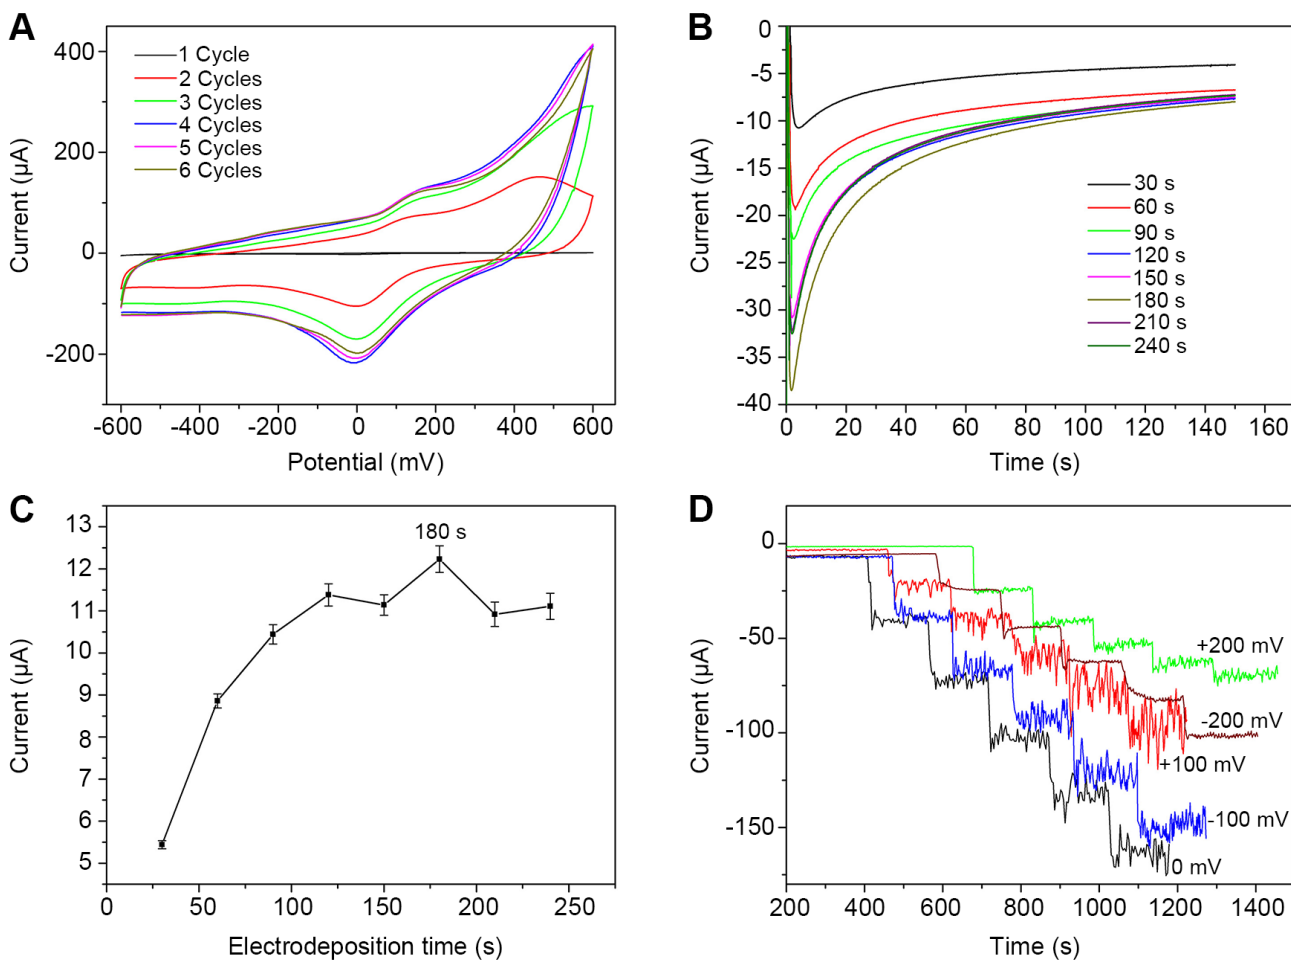 A
400
200
0
-200
Current (µA)
1 Cycle
2 Cycles
3 Cycles
4 Cycles
5 Cycles
6 Cycles
-600 -400 -200 0 200 400 600
Potential (mV)
B
0
-5
-10
-15
-20
-25
-30
-35
-40
Current (µA)
30 s
60 s
90 s
120 s
150 s
180 s
210 s
240 s
0 20 40 60 80 100 120 140 160
Time (s)
C
13
12
11
10
9
8
7
6
5
Current (µA)
180 s
0 50 100 150 200 250
Electrodeposition time (s)
D
0
-50
-100
-150
Current (µA)
+200 mV
-200 mV
+100 mV
-100 mV
0 mV
200 400 600 800 1000 1200 1400
Time (s)